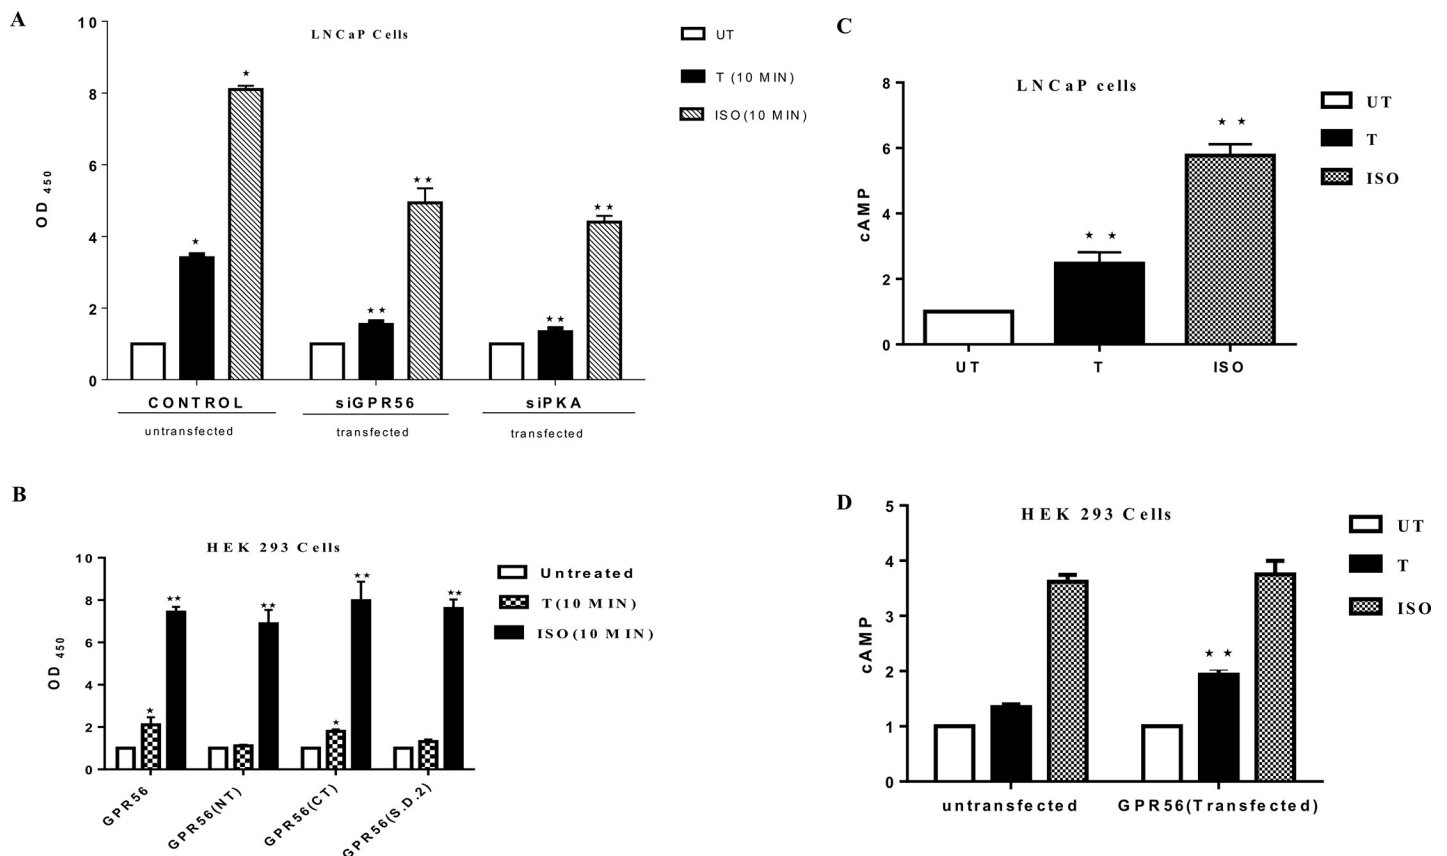 A
LNCaP Cells
10
8
6
4
2
0
OD 450
★
★
★★
★★
★★
★★
UT
T (10 MIN)
ISO(10 MIN)
CONTROL
siGPR56
siPKA
untransfected
transfected
transfected
C
LNCaP cells
8
6
4
2
0
cAMP
★ ★
★ ★
UT
T
ISO
UT
T
ISO
B
HEK 293 Cells
10
8
6
4
2
0
OD 450
★
★★
★★
★
★★
★★
Untreated
T(10 MIN)
ISO(10 MIN)
GPR56
GPR56(NT)
GPR56(CT)
GPR56(S.D.2)
D
HEK 293 Cells
5
4
3
2
1
0
cAMP
★ ★
UT
T
ISO
untransfected
GPR56(Transfected)